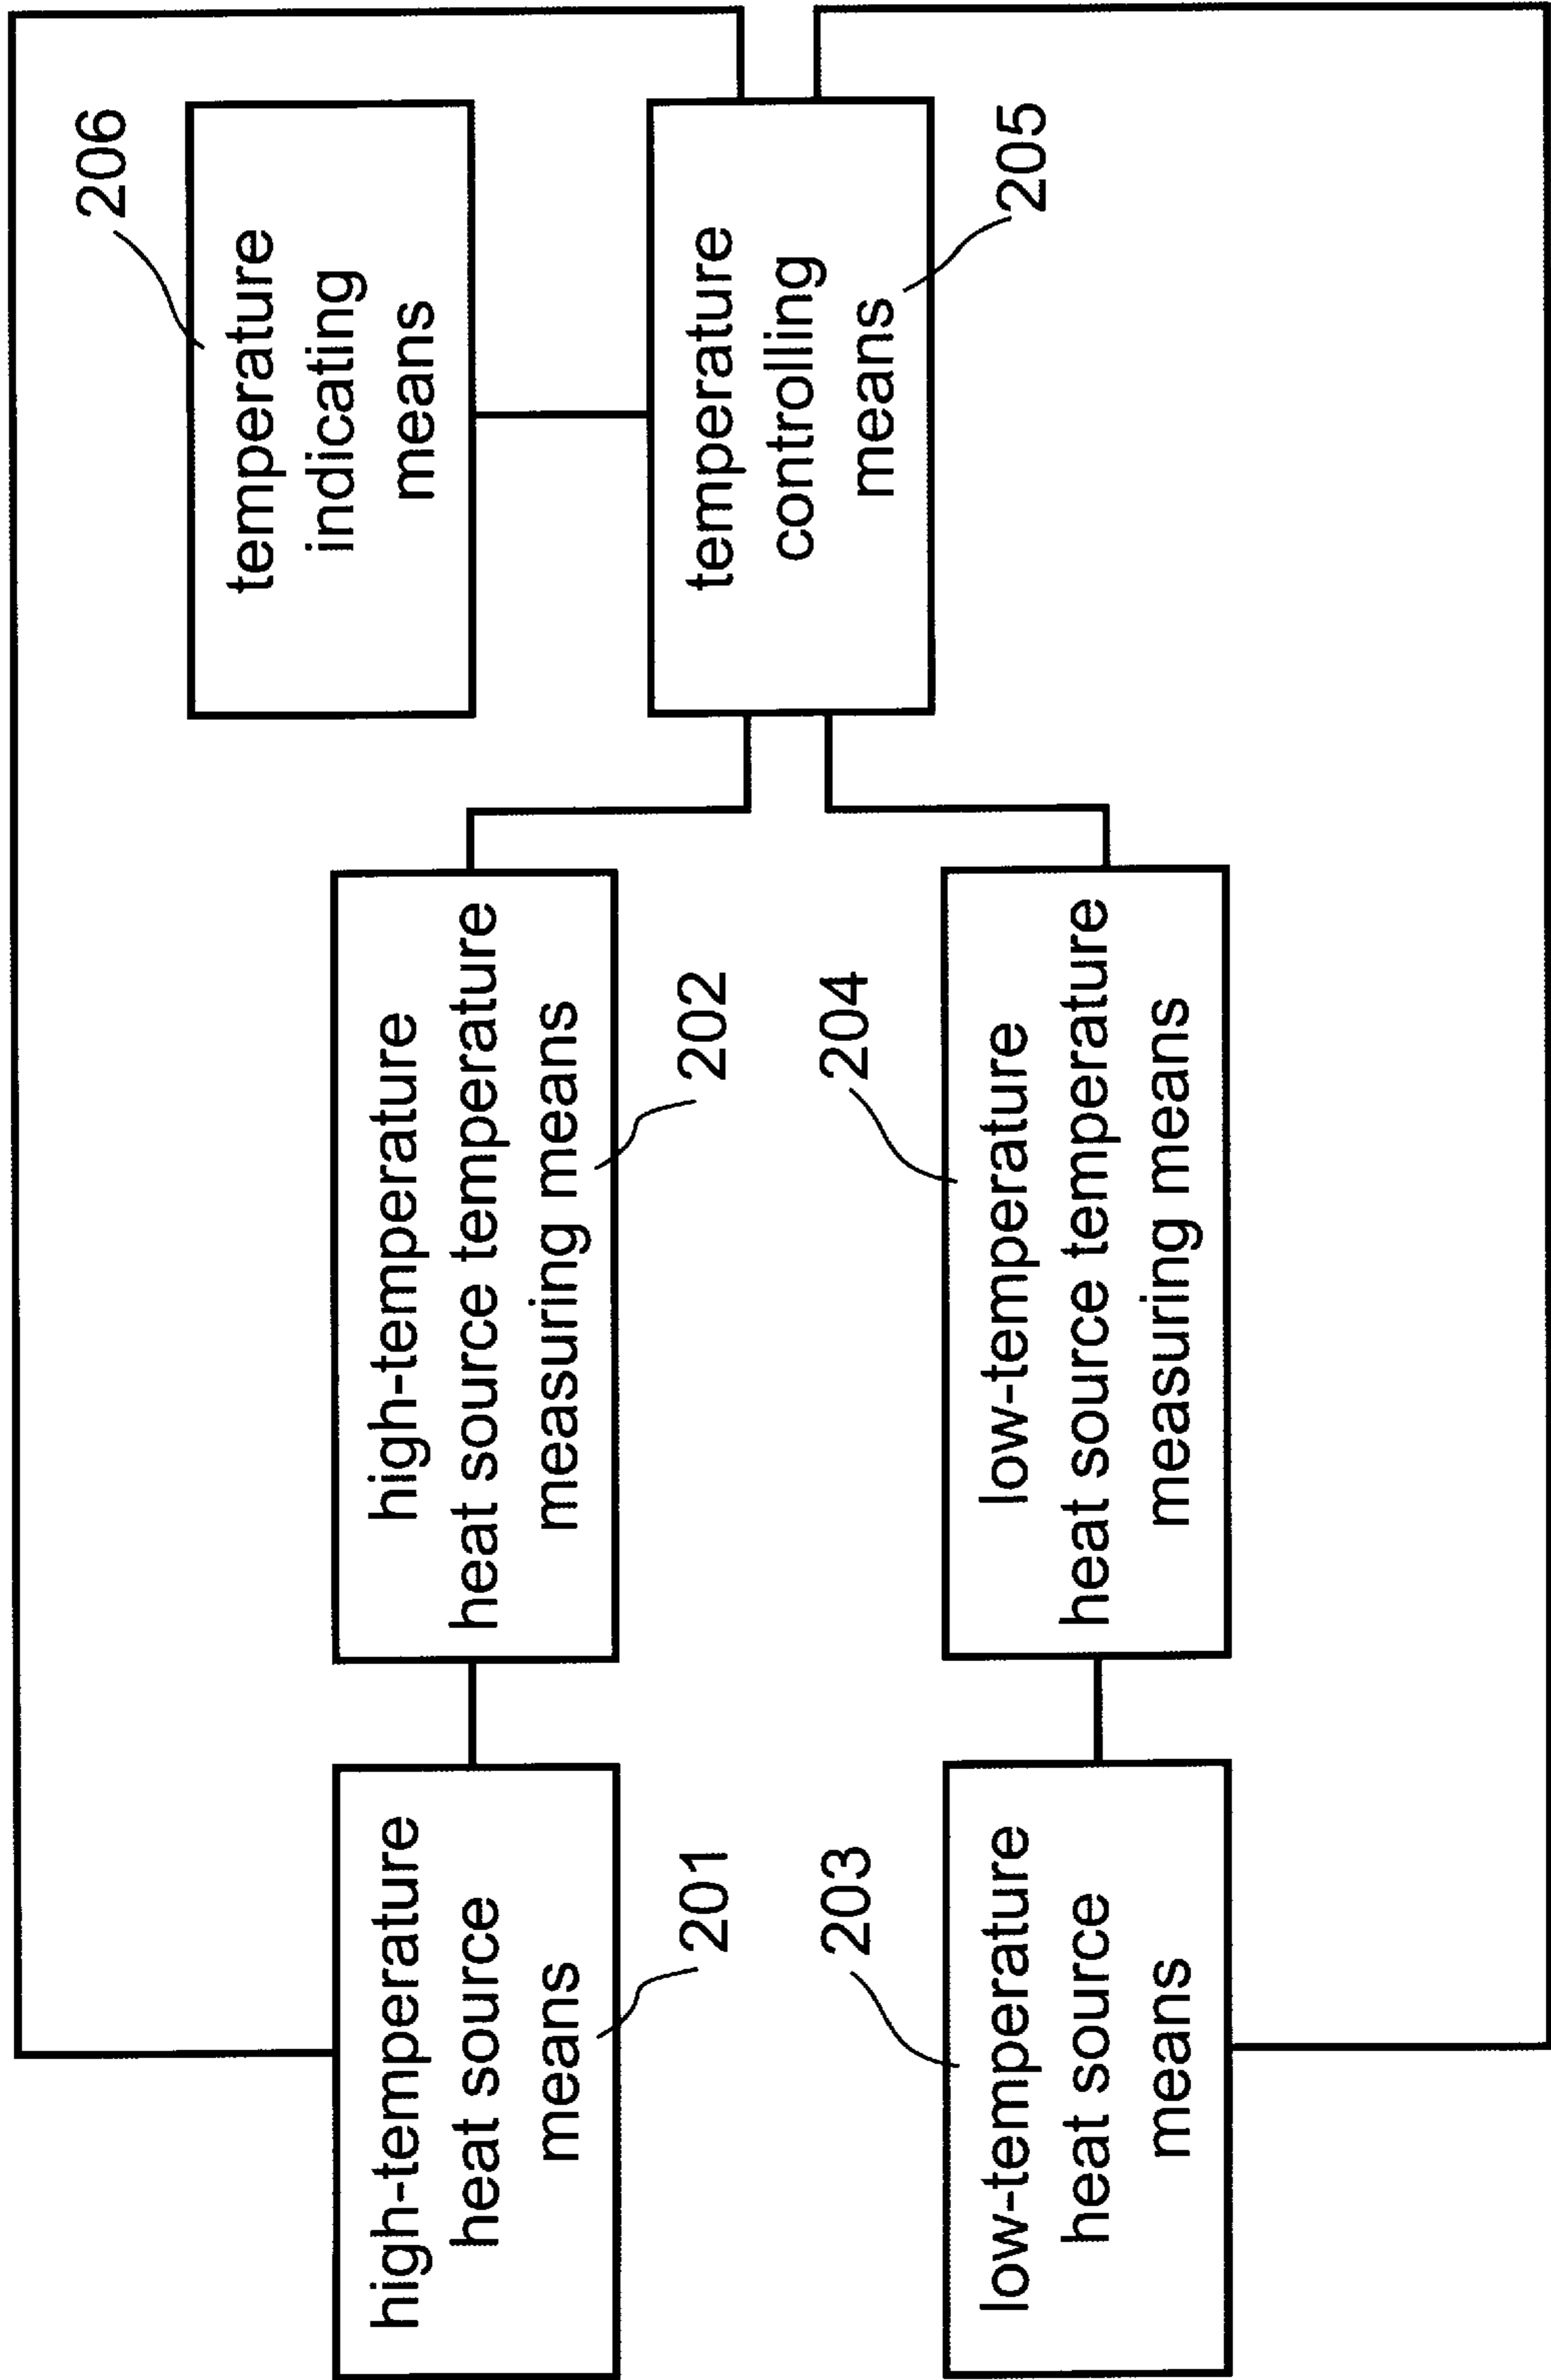 high-temperature
heat source
means
201
high-temperature
heat source temperature
measuring means
202
temperature
indicating
means
206
temperature
controlling
means
205
203
low-temperature
heat source
means
204
low-temperature
heat source temperature
measuring means